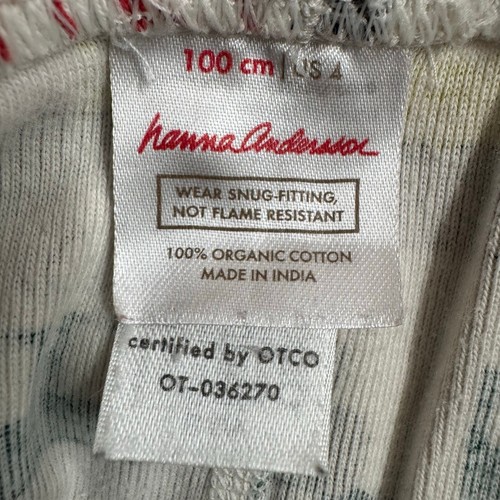 100 cm | US 4
hanna andersson
WEAR SNUG-FITTING,
NOT FLAME RESISTANT
100% ORGANIC COTTON
MADE IN INDIA
certified by OTCO
OT-036270